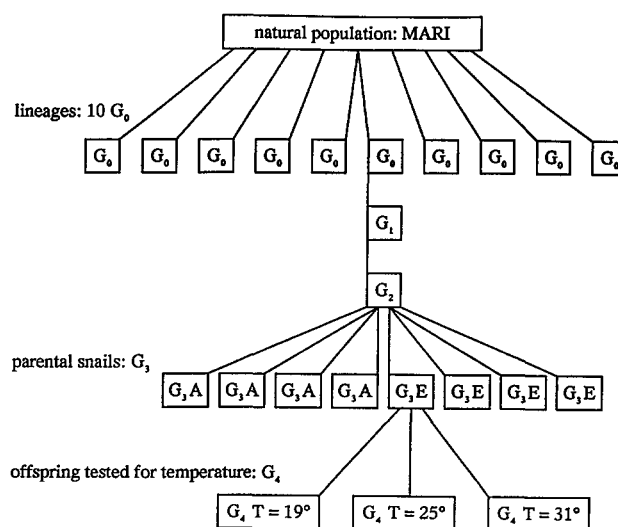 natural population: MARI
lineages: 10 G₀
G₀ G₀ G₀ G₀ G₀ G₀ G₀ G₀ G₀ G₀
G₁
G₂
parental snails: G₃
G₃A G₃A G₃A G₃A G₃E G₃E G₃E G₃E
offspring tested for temperature: G₄
G₄ T = 19° G₄ T = 25° G₄ T = 31°